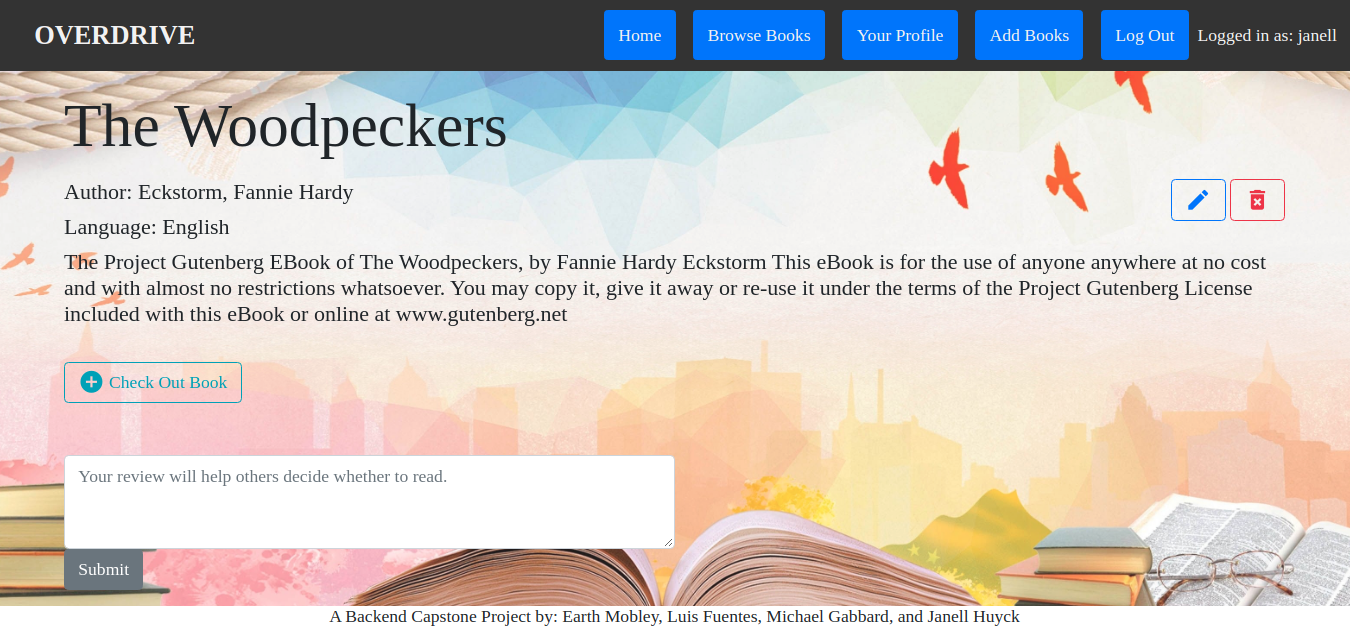 OVERDRIVE
Home
Browse Books
Your Profile
Add Books
Log Out
Logged in as: janell
The Woodpeckers
Author: Eckstorm, Fannie Hardy
Language: English
The Project Gutenberg EBook of The Woodpeckers, by Fannie Hardy Eckstorm This eBook is for the use of anyone anywhere at no cost
and with almost no restrictions whatsoever. You may copy it, give it away or re-use it under the terms of the Project Gutenberg License
included with this eBook or online at www.gutenberg.net
Check Out Book
Your review will help others decide whether to read.
Submit
A Backend Capstone Project by: Earth Mobley, Luis Fuentes, Michael Gabbard, and Janell Huyck